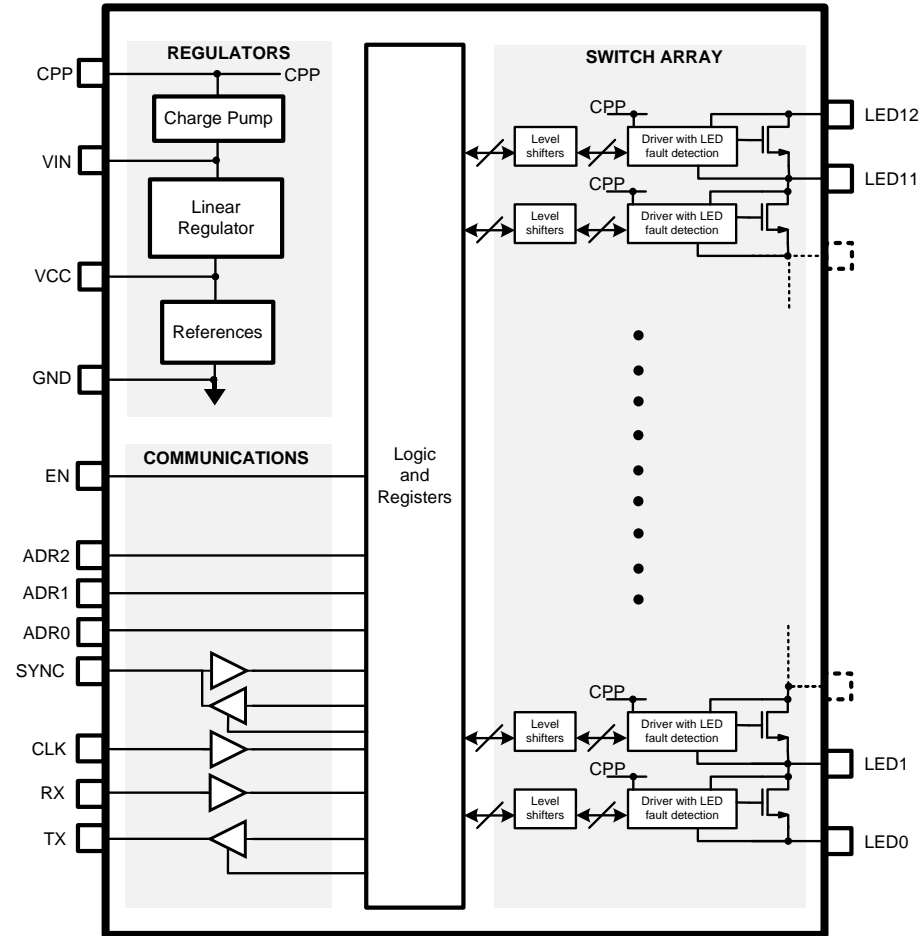 REGULATORS
CPP
CPP
Charge Pump
VIN
Linear
Regulator
VCC
References
GND
COMMUNICATIONS
EN
ADR2
ADR1
ADR0
SYNC
CLK
RX
TX
Logic
and
Registers
SWITCH ARRAY
CPP
Level
shifters
Driver with LED
fault detection
LED12
LED11
CPP
Level
shifters
Driver with LED
fault detection
CPP
Level
shifters
Driver with LED
fault detection
LED1
CPP
Level
shifters
Driver with LED
fault detection
LED0